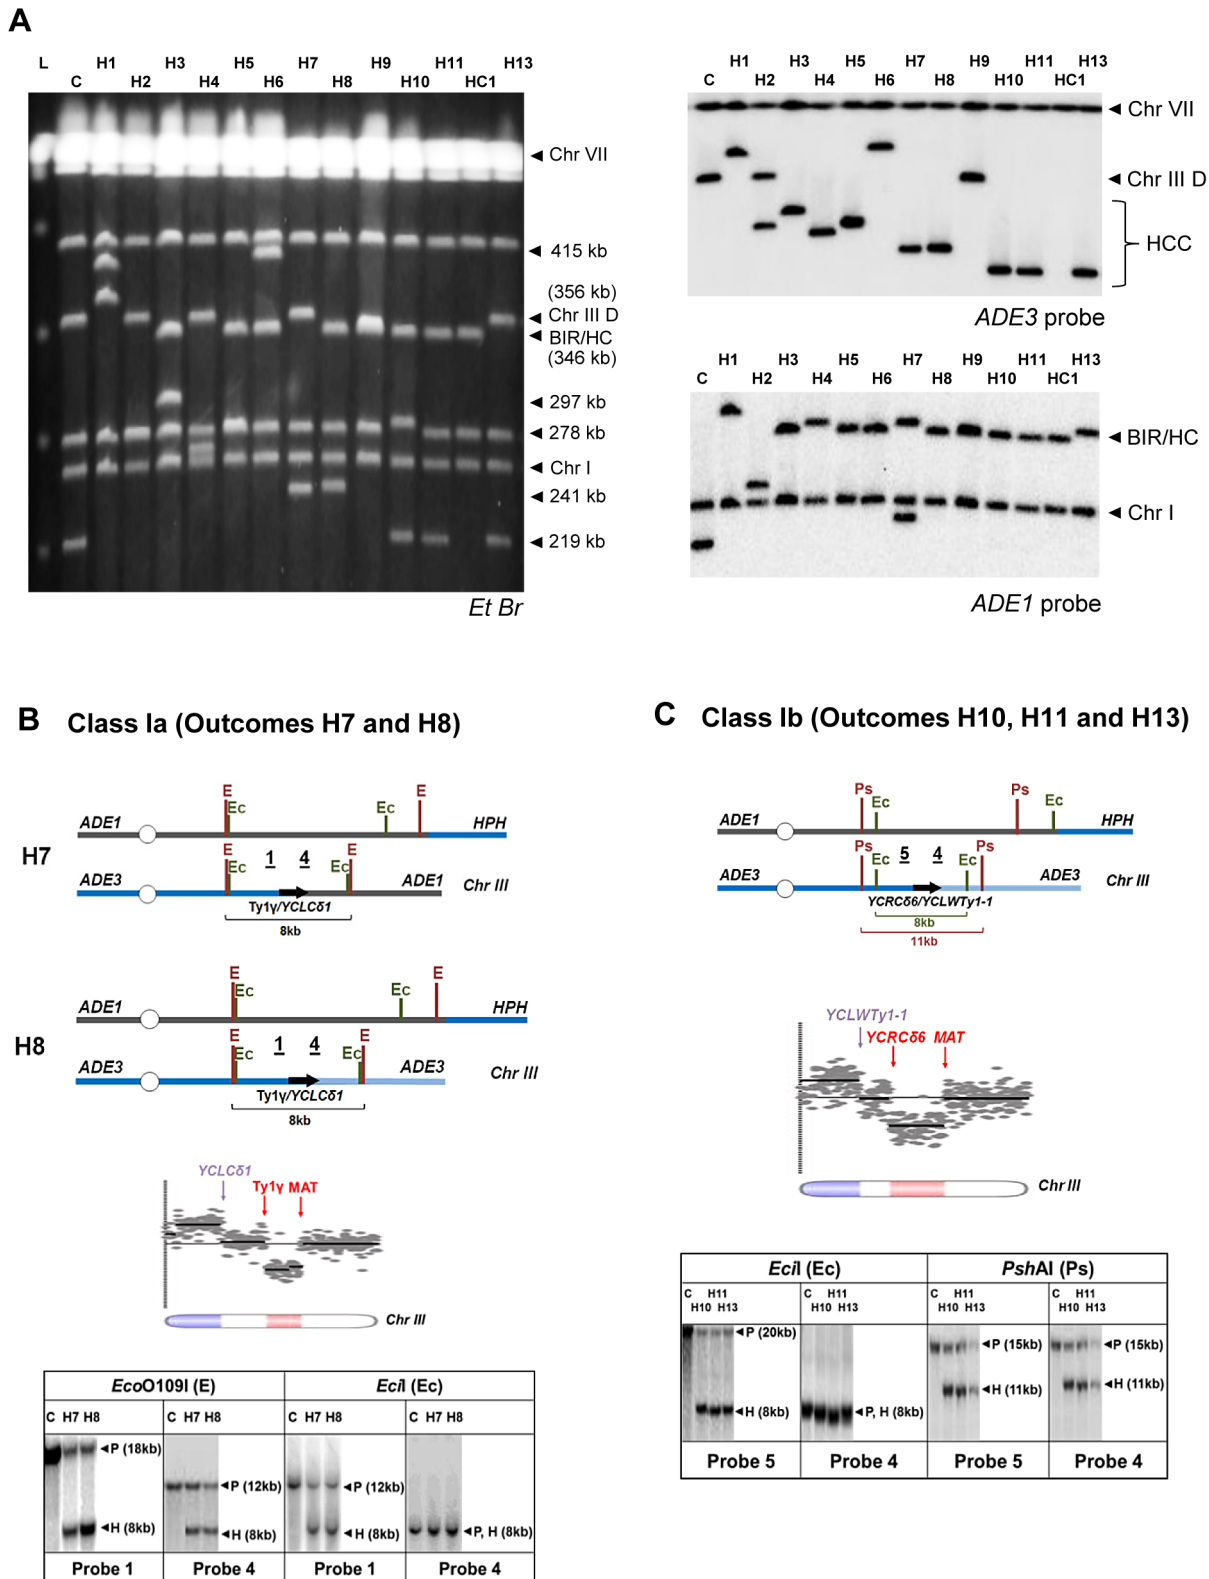 A
L H1 H3 H5 H7 H9 H11 H13
C H2 H4 H6 H8 H10 HC1
Chr VII
415 kb
(356 kb)
Chr III D
BIR/HC
(346 kb)
297 kb
278 kb
Chr I
241 kb
219 kb
Et Br
H1 H3 H5 H7 H9 H11 H13
C H2 H4 H6 H8 H10 HC1
Chr VII
Chr III D
HCC
ADE3 probe
H1 H3 H5 H7 H9 H11 H13
C H2 H4 H6 H8 H10 HC1
BIR/HC
Chr I
ADE1 probe
B Class Ia (Outcomes H7 and H8)
E E
Ec Ec
ADE1 HPH
H7
E 1 4 E
Ec Ec
ADE3 ADE1 Chr III
Ty1γ/YCLCδ1
8kb
E E
Ec Ec
ADE1 HPH
H8
E 1 4 E
Ec Ec
ADE3 ADE3 Chr III
Ty1γ/YCLCδ1
8kb
YCLCδ1
Ty1γ MAT
Chr III
EcoO109I (E) EciI (Ec)
C H7 H8 C H7 H8 C H7 H8 C H7 H8
P (18kb)
H (8kb)
P (12kb)
H (8kb)
P (12kb)
H (8kb)
P, H (8kb)
Probe 1 Probe 4 Probe 1 Probe 4
C Class Ib (Outcomes H10, H11 and H13)
Ps Ps
Ec Ec
ADE1 HPH
Ps 5 4 Ps
Ec Ec
ADE3 ADE3 Chr III
YCRCδ6/YCLWTy1-1
8kb
11kb
YCLWTy1-1
YCRCδ6 MAT
Chr III
EciI (Ec) PshAI (Ps)
C H11 C H11 C H11 C H11
H10 H13 H10 H13 H10 H13 H10 H13
P (20kb)
H (8kb)
P, H (8kb)
P (15kb)
H (11kb)
P (15kb)
H (11kb)
Probe 5 Probe 4 Probe 5 Probe 4